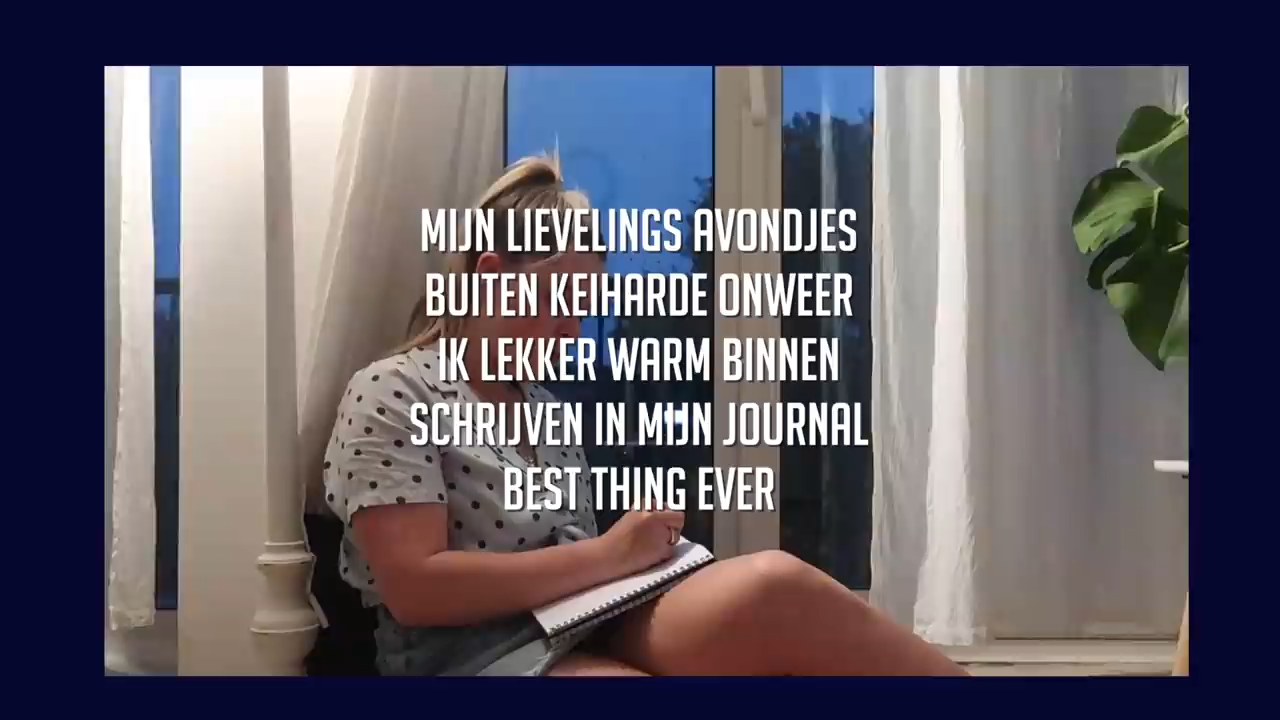 MIJN LIEVELINGS AVONDJES
BUITEN KEIHARDE ONWEER
IK LEKKER WARM BINNEN
SCHRIJVEN IN MIJN JOURNAL
BEST THING EVER